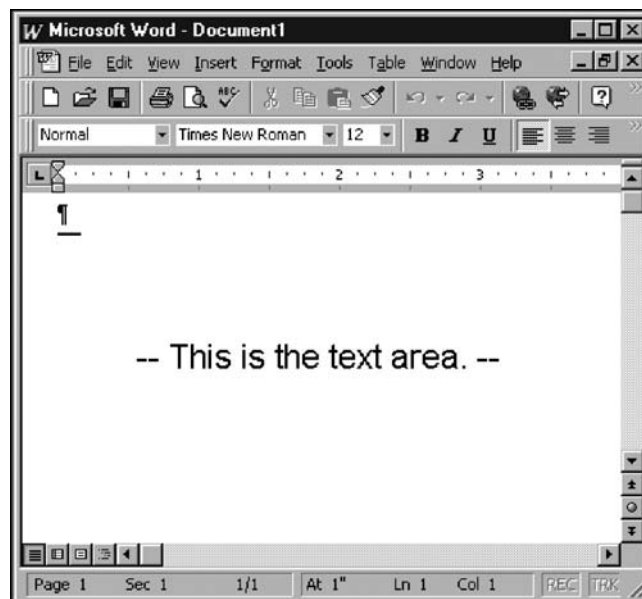 Microsoft Word - Document1
File Edit View Insert Format Tools Table Window Help
ABC
Normal Times New Roman 12 B I U
L 1 2 3
¶
-- This is the text area. --
Page 1 Sec 1 1/1 At 1" Ln 1 Col 1 REC TRK